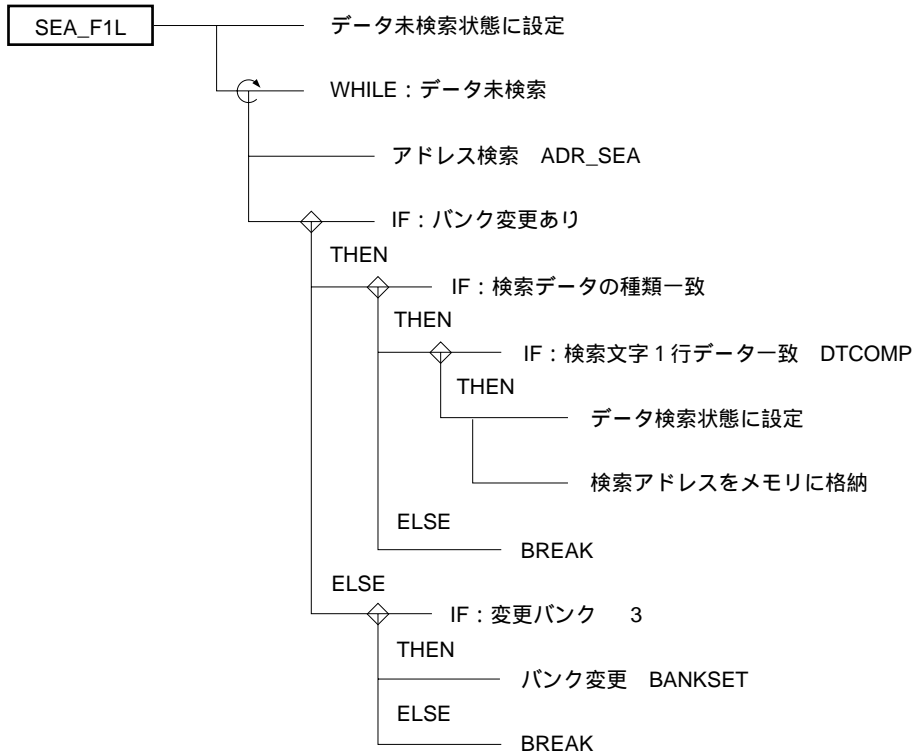 SEA_F1L
データ未検索状態に設定
WHILE：データ未検索
アドレス検索　ADR_SEA
IF：バンク変更あり
THEN
IF：検索データの種類一致
THEN
IF：検索文字１行データ一致　DTCOMP
THEN
データ検索状態に設定
検索アドレスをメモリに格納
ELSE
BREAK
ELSE
IF：変更バンク　3
THEN
バンク変更　BANKSET
ELSE
BREAK